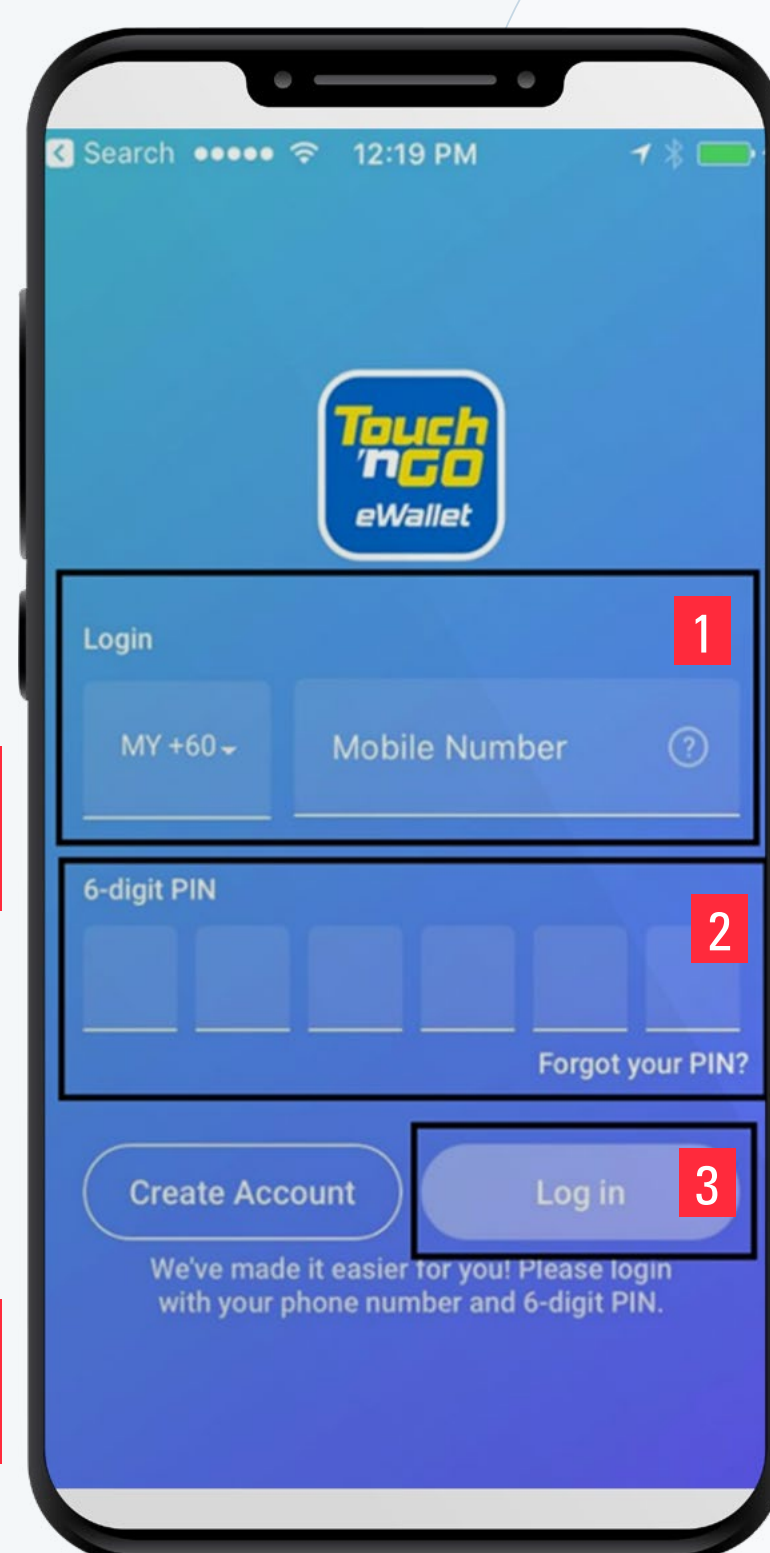 Search 12:19 PM
Touch
'nGO
eWallet
Login
1
MY +60
Mobile Number
?
6-digit PIN
2
Forgot your PIN?
Create Account
Log in
3
We've made it easier for you! Please login
with your phone number and 6-digit PIN.